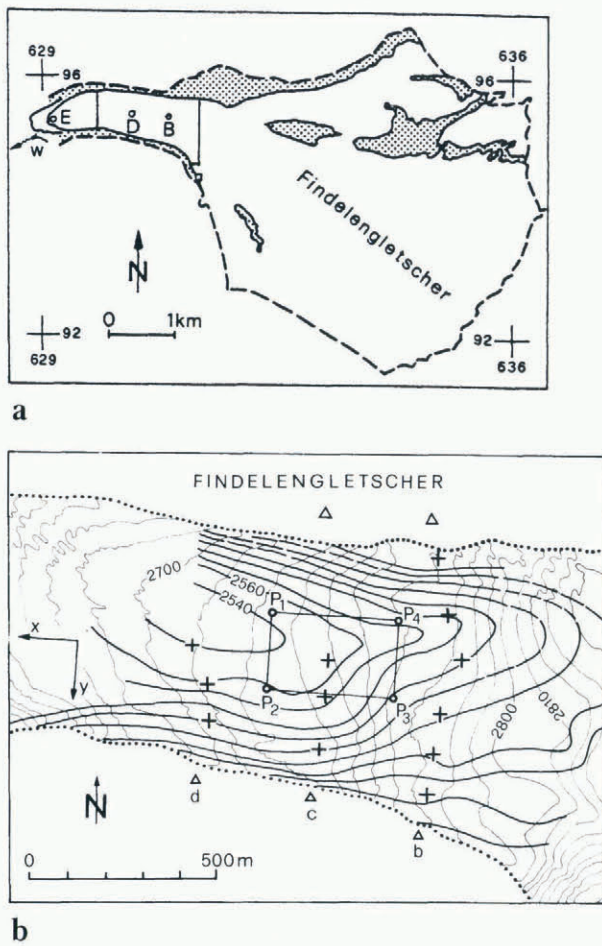 629
96
96
636
E
D
B
W
Findelengletscher
N
0 1km
92
629
92
636
a
FINDELENGLETSCHER
2700
2560
2540
P1
P4
x
y
P2
P3
2800
2810
N
d
c
b
0 500m
b